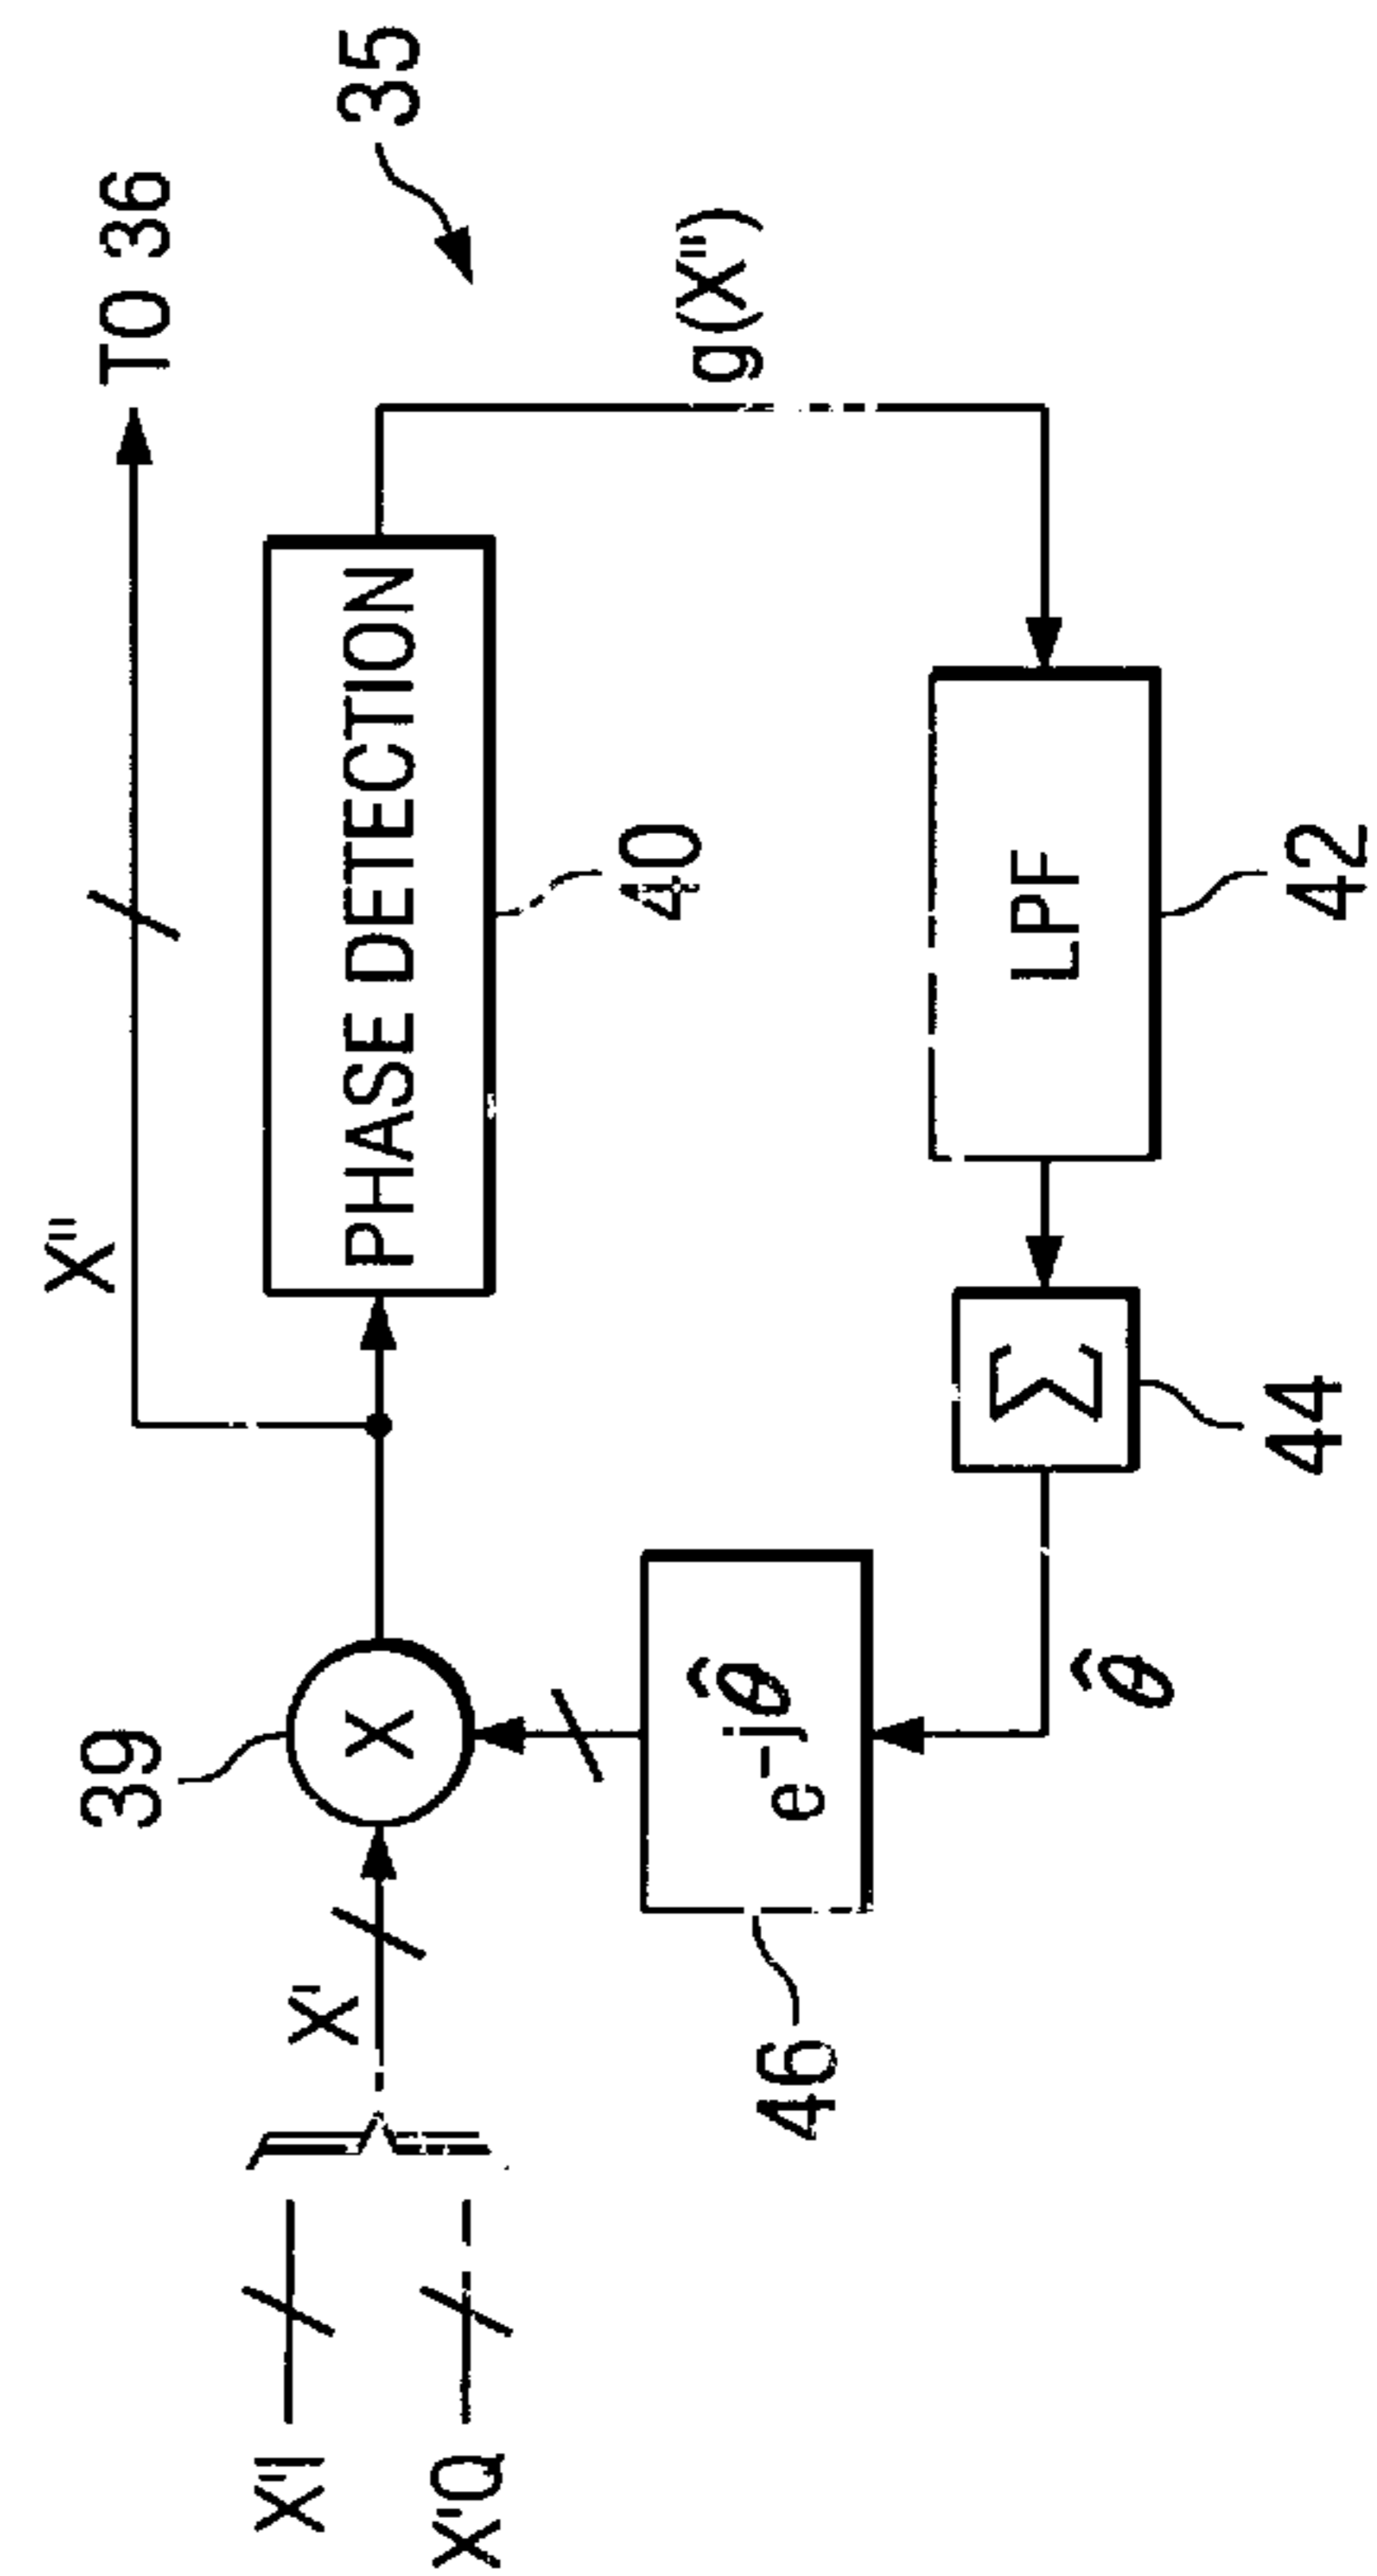 35
TO 36
X"
39
X
PHASE DETECTION
g(X")
40
X'
X'I
X'Q
46
e^-jθ̂
θ̂
Σ
44
LPF
42